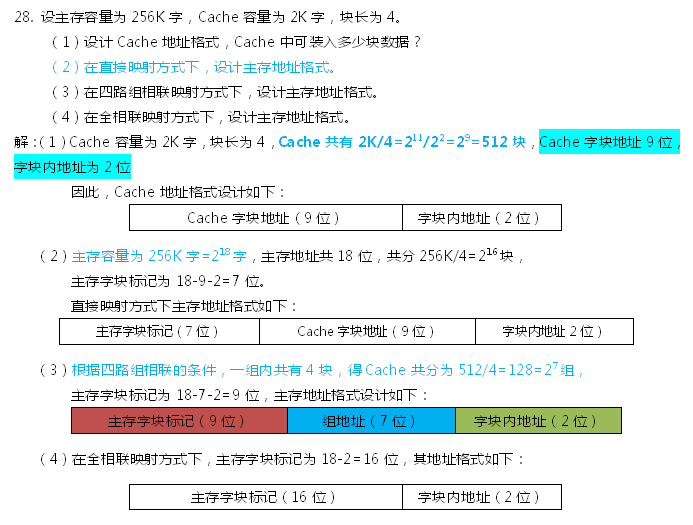 28. 设主存容量为 256K 字，Cache 容量为 2K 字，块长为 4。
（1）设计 Cache 地址格式，Cache 中可装入多少块数据？
（2）在直接映射方式下，设计主存地址格式。
（3）在四路组相联映射方式下，设计主存地址格式。
（4）在全相联映射方式下，设计主存地址格式。
解：（1）Cache 容量为 2K 字，块长为 4，Cache 共有 2K/4=2¹¹/2²=2⁹=512 块，Cache 字块地址 9 位，
字块内地址为 2 位
因此，Cache 地址格式设计如下：
Cache 字块地址（9 位） 字块内地址（2 位）
（2）主存容量为 256K 字=2¹⁸字，主存地址共 18 位，共分 256K/4=2¹⁶块，
主存字块标记为 18-9-2=7 位。
直接映射方式下主存地址格式如下：
主存字块标记（7 位） Cache 字块地址（9 位） 字块内地址 2 位）
（3）根据四路组相联的条件，一组内共有 4 块，得 Cache 共分为 512/4=128=2⁷组，
主存字块标记为 18-7-2=9 位，主存地址格式设计如下：
主存字块标记（9 位） 组地址（7 位） 字块内地址（2 位）
（4）在全相联映射方式下，主存字块标记为 18-2=16 位，其地址格式如下：
主存字块标记（16 位） 字块内地址（2 位）